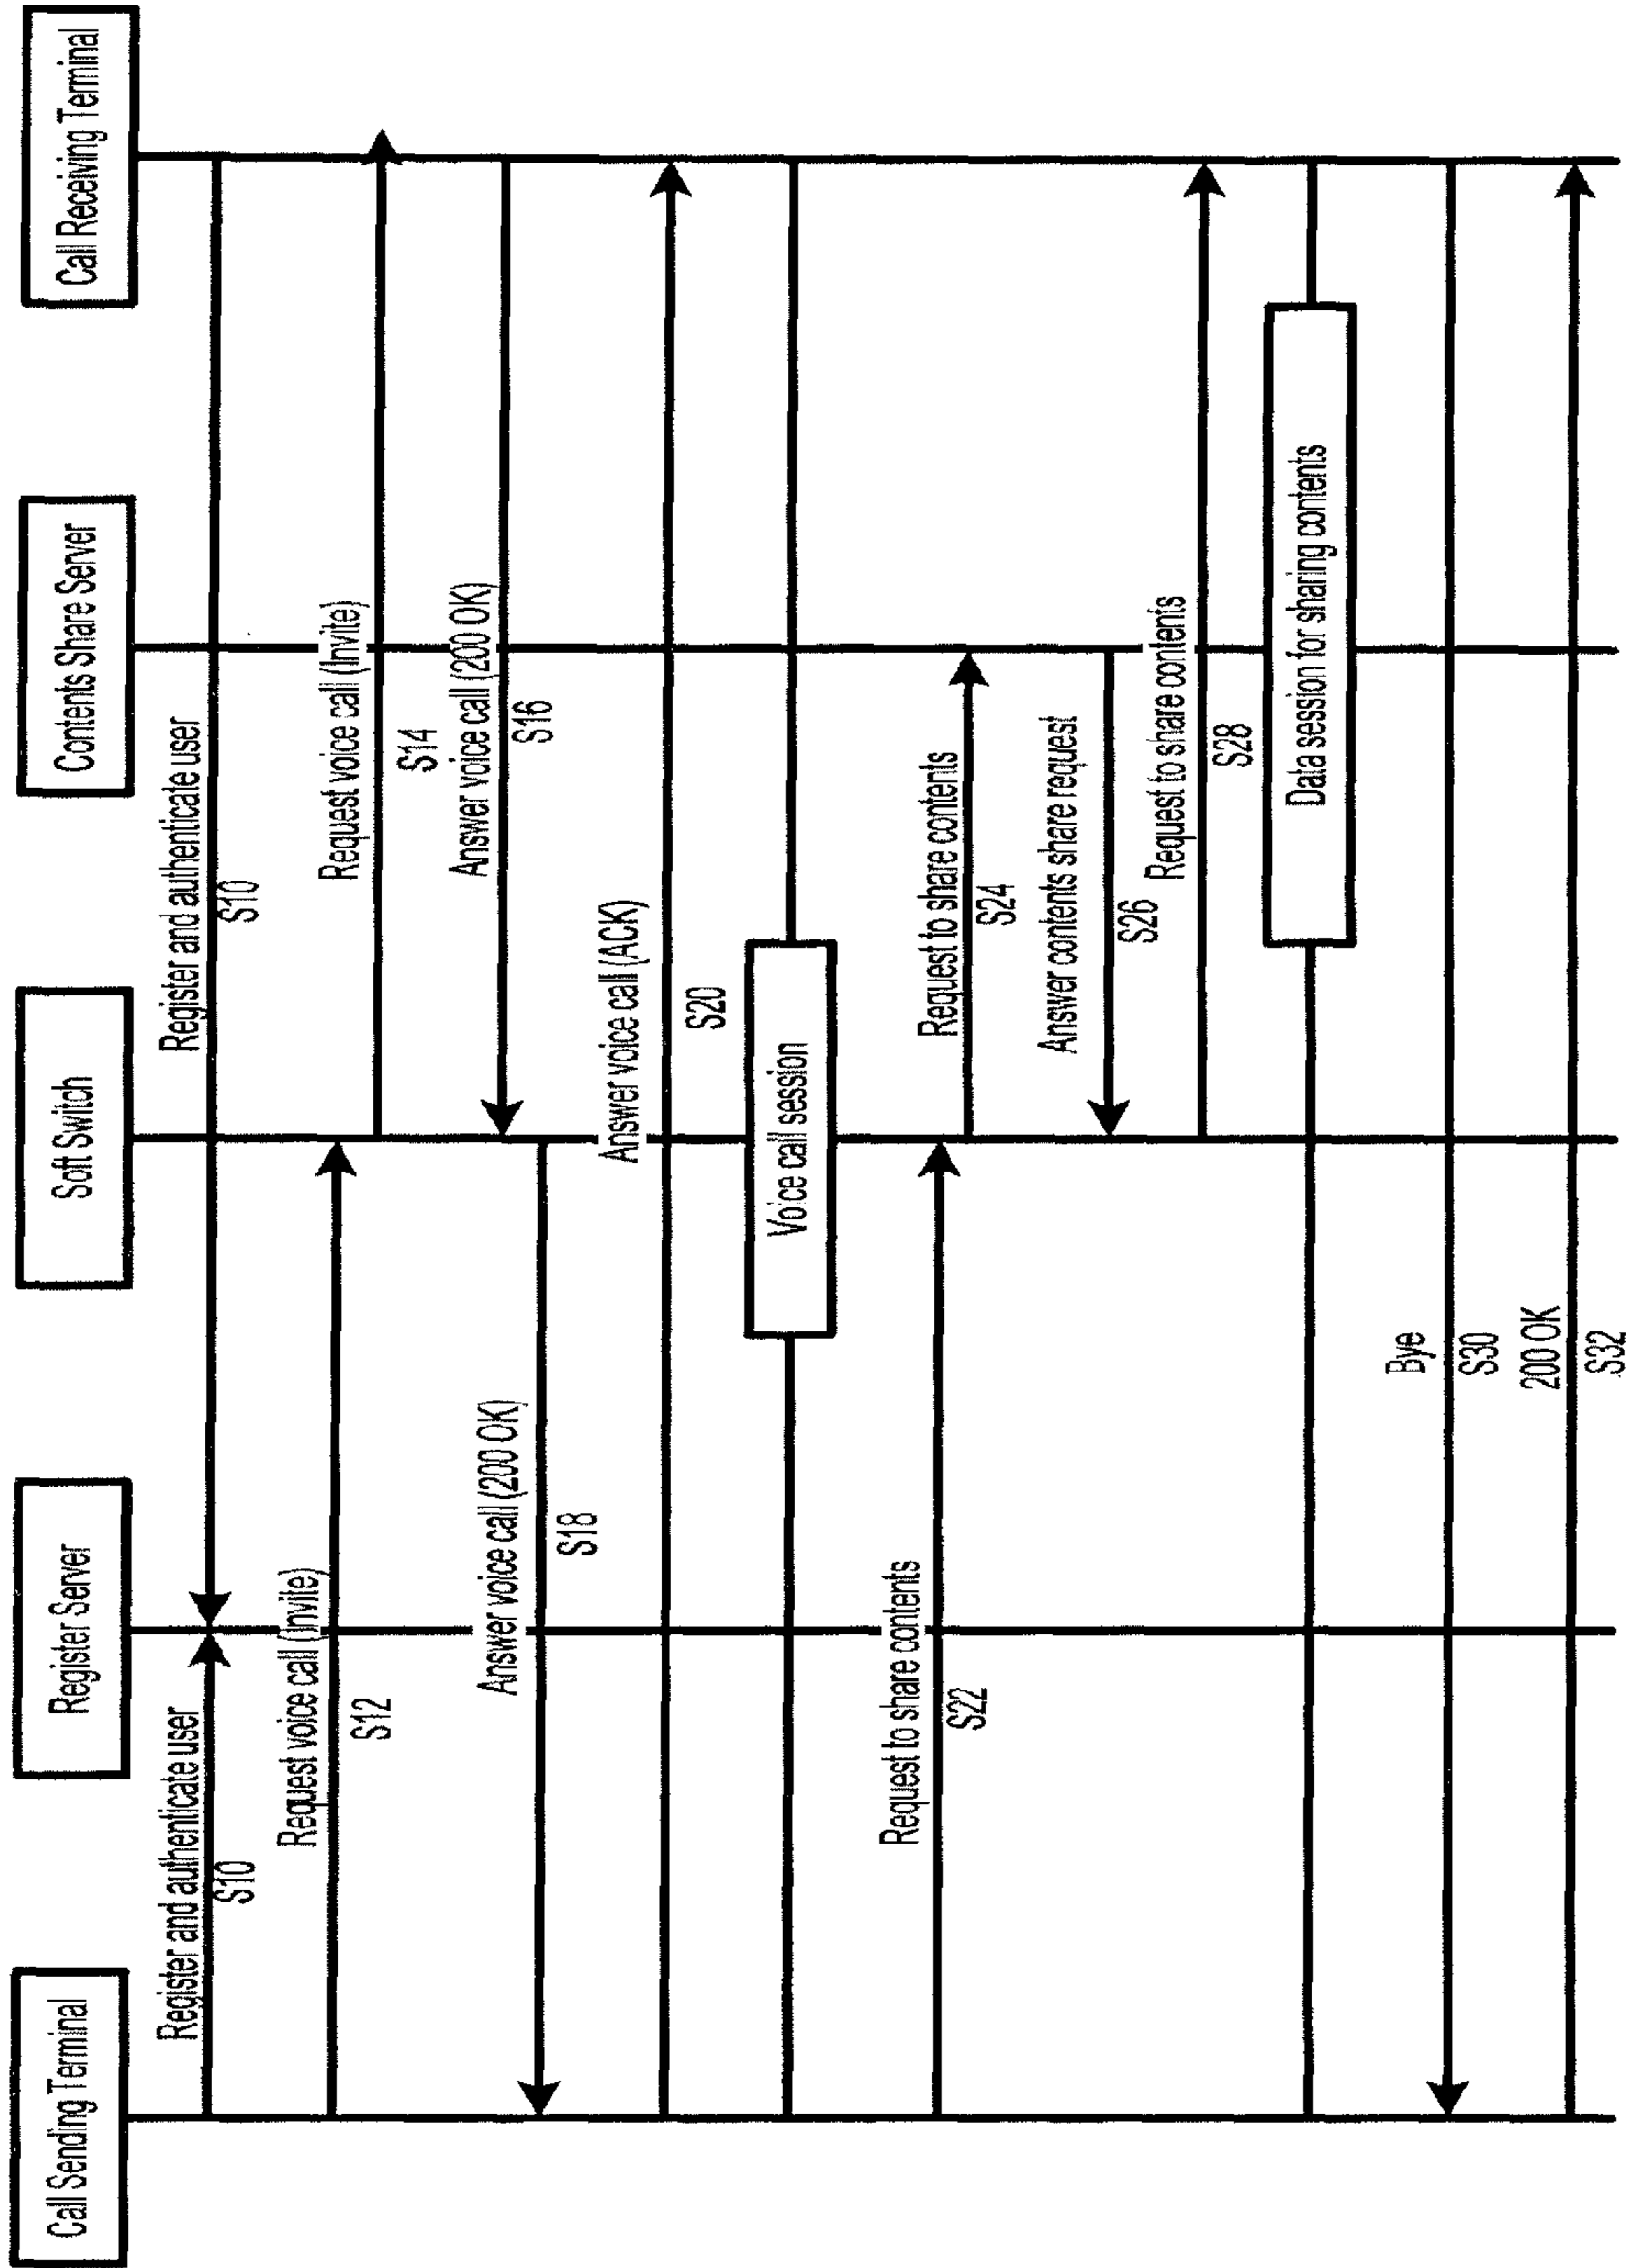 Call Sending Terminal
Register Server
Soft Switch
Contents Share Server
Call Receiving Terminal
Register and authenticate user
S10
Register and authenticate user
S10
Request voice call (Invite)
S12
Request voice call (Invite)
S14
Answer voice call (200 OK)
S16
Answer voice call (200 OK)
S18
Answer voice call (ACK)
S20
Voice call session
Request to share contents
S22
Request to share contents
S24
Answer contents share request
S26
Request to share contents
S28
Data session for sharing contents
Bye
S30
200 OK
S32